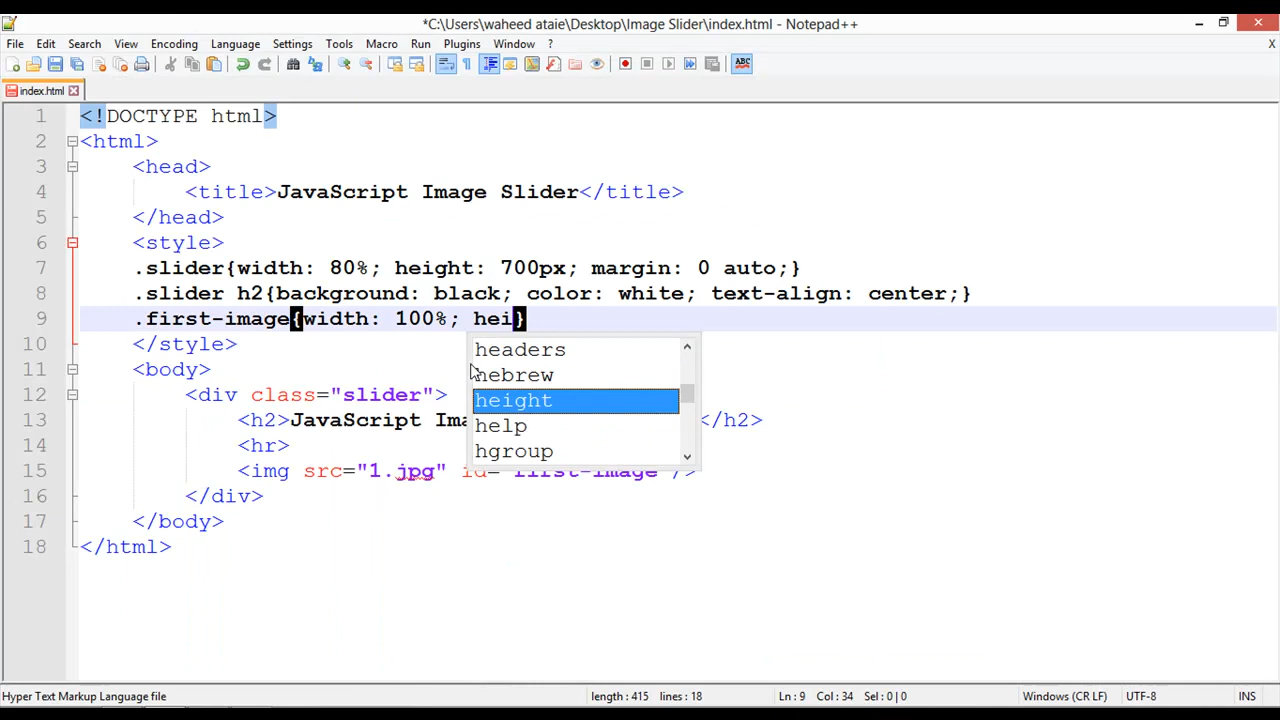 *C:\Users\waheed ataie\Desktop\Image Slider\index.html - Notepad++
File Edit Search View Encoding Language Settings Tools Macro Run Plugins Window ? X
ABC
index.html
1 <!DOCTYPE html>
2 <html>
3 <head>
4 <title>JavaScript Image Slider</title>
5 </head>
6 <style>
7 .slider{width: 80%; height: 700px; margin: 0 auto;}
8 .slider h2{background: black; color: white; text-align: center;}
9 .first-image{width: 100%; hei}
headers
10 </style>
hebrew
11 <body>
height
12 <div class="slider">
help
13 <h2>JavaScript Ima </h2>
hgroup
14 <hr>
15 <img src="1.jpg" id="first-image"/>
16 </div>
17 </body>
18 </html>
Hyper Text Markup Language file length : 415 lines : 18 Ln : 9 Col : 34 Sel : 0 | 0 Windows (CR LF) UTF-8 INS